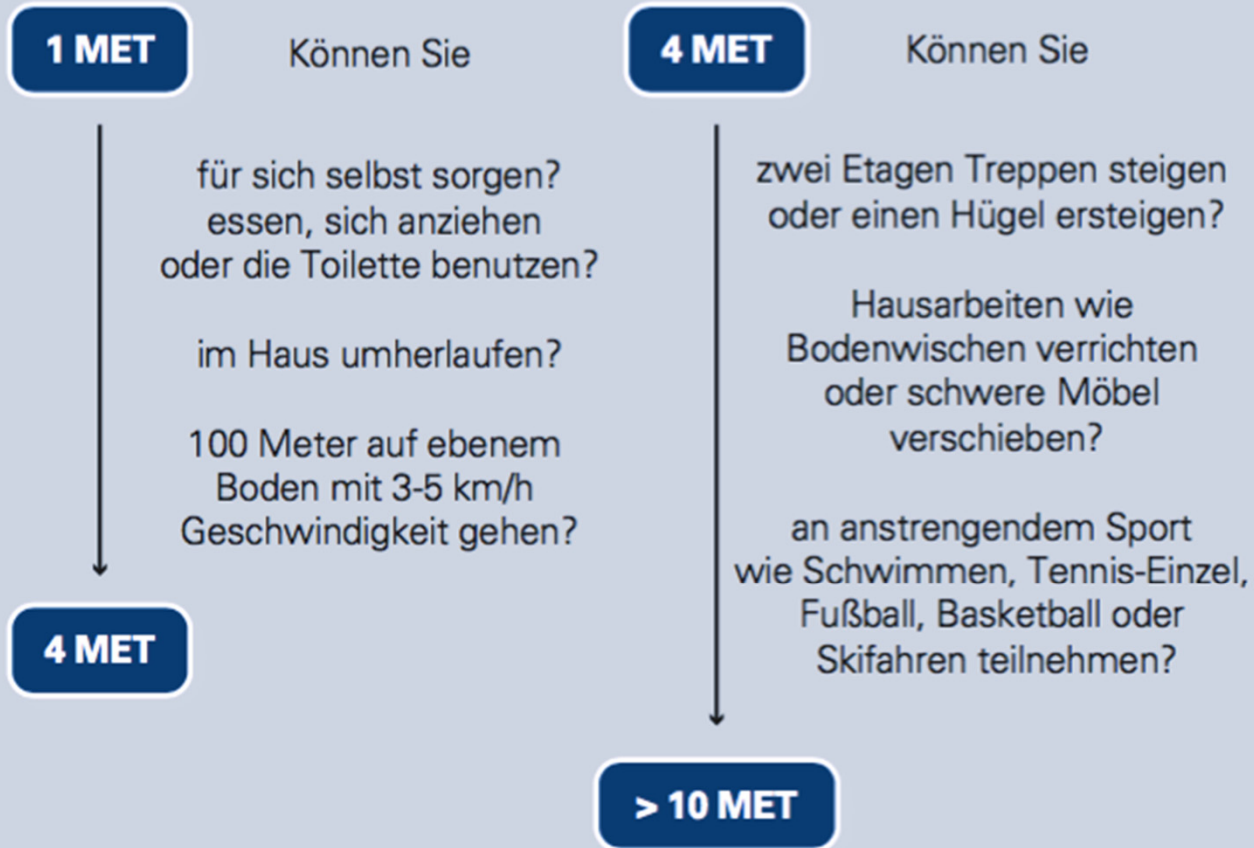 1 MET
Können Sie
für sich selbst sorgen?
essen, sich anziehen
oder die Toilette benutzen?
im Haus umherlaufen?
100 Meter auf ebenem
Boden mit 3-5 km/h
Geschwindigkeit gehen?
4 MET
4 MET
Können Sie
zwei Etagen Treppen steigen
oder einen Hügel ersteigen?
Hausarbeiten wie
Bodenwischen verrichten
oder schwere Möbel
verschieben?
an anstrengendem Sport
wie Schwimmen, Tennis-Einzel,
Fußball, Basketball oder
Skifahren teilnehmen?
> 10 MET